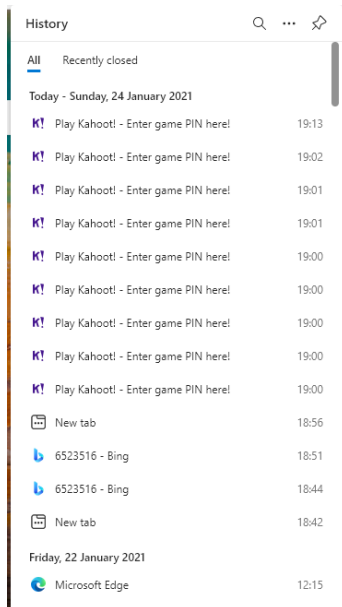 History
All Recently closed
Today - Sunday, 24 January 2021
K! Play Kahoot! - Enter game PIN here! 19:13
K! Play Kahoot! - Enter game PIN here! 19:02
K! Play Kahoot! - Enter game PIN here! 19:01
K! Play Kahoot! - Enter game PIN here! 19:01
K! Play Kahoot! - Enter game PIN here! 19:00
K! Play Kahoot! - Enter game PIN here! 19:00
K! Play Kahoot! - Enter game PIN here! 19:00
K! Play Kahoot! - Enter game PIN here! 19:00
K! Play Kahoot! - Enter game PIN here! 19:00
New tab 18:56
6523516 - Bing 18:51
6523516 - Bing 18:44
New tab 18:42
Friday, 22 January 2021
Microsoft Edge 12:15